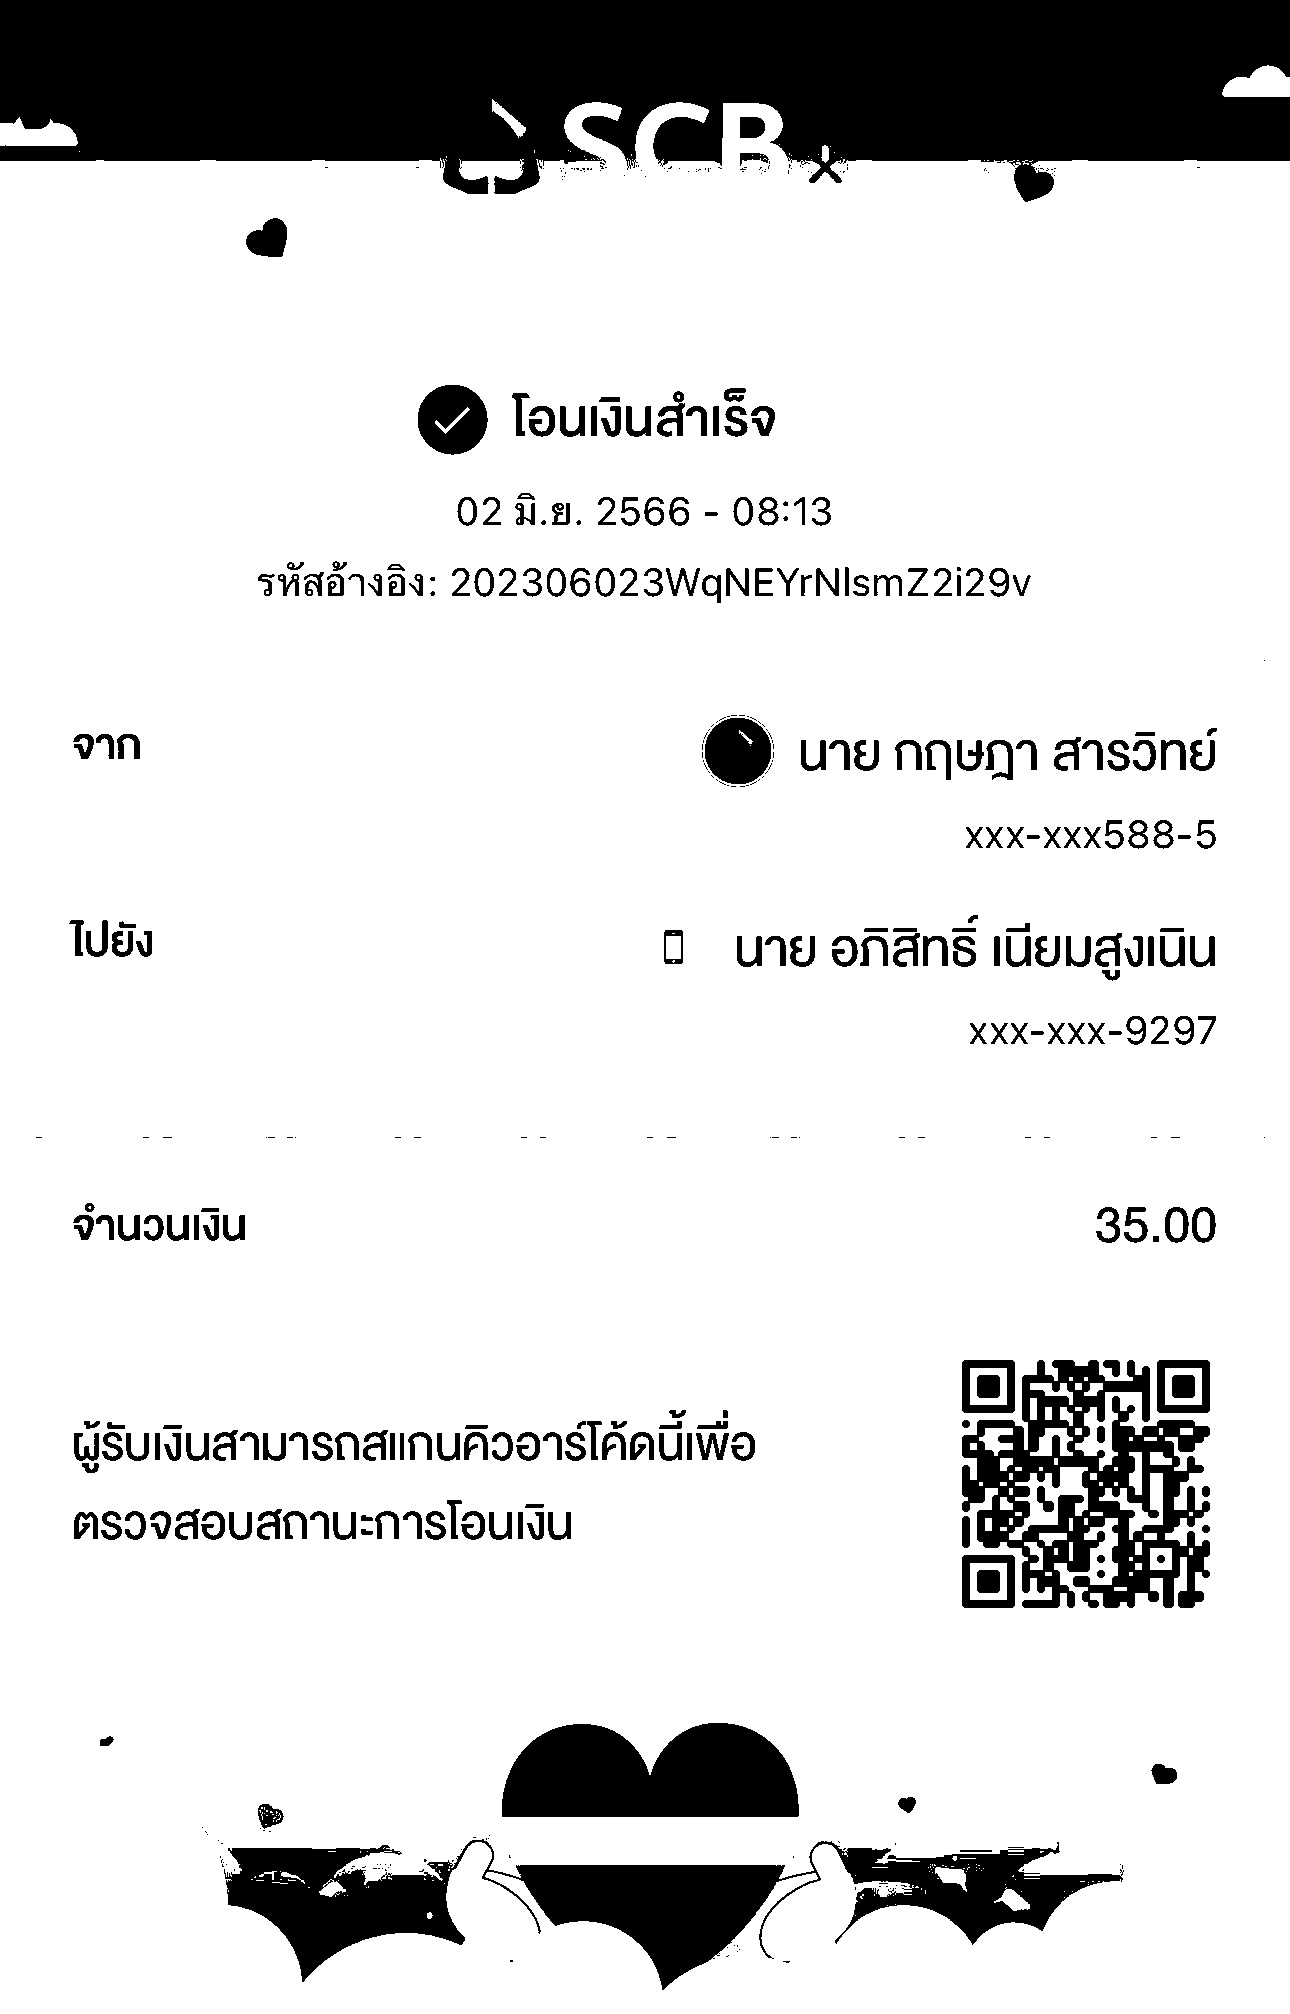 SCB
โอนเงินสำเร็จ
02 มิ.ย. 2566 - 08:13
รหัสอ้างอิง: 202306023WqNEYrNlsmZ2i29v
จาก
นาย กฤษฎา สารวิทย์
xxx-xxx588-5
ไปยัง
นาย อภิสิทธิ์ เนียมสูงเนิน
xxx-xxx-9297
จำนวนเงิน
35.00
ผู้รับเงินสามารถสแกนคิวอาร์โค้ดนี้เพื่อ
ตรวจสอบสถานะการโอนเงิน